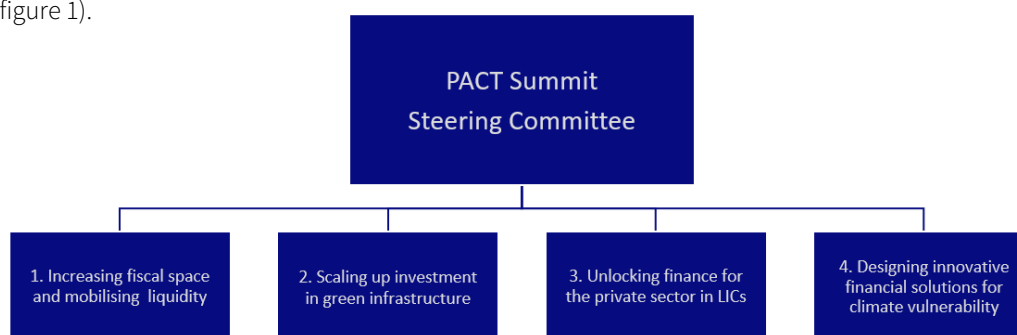 figure 1).
PACT Summit
Steering Committee
1. Increasing fiscal space
and mobilising liquidity
2. Scaling up investment
in green infrastructure
3. Unlocking finance for
the private sector in LICs
4. Designing innovative
financial solutions for
climate vulnerability